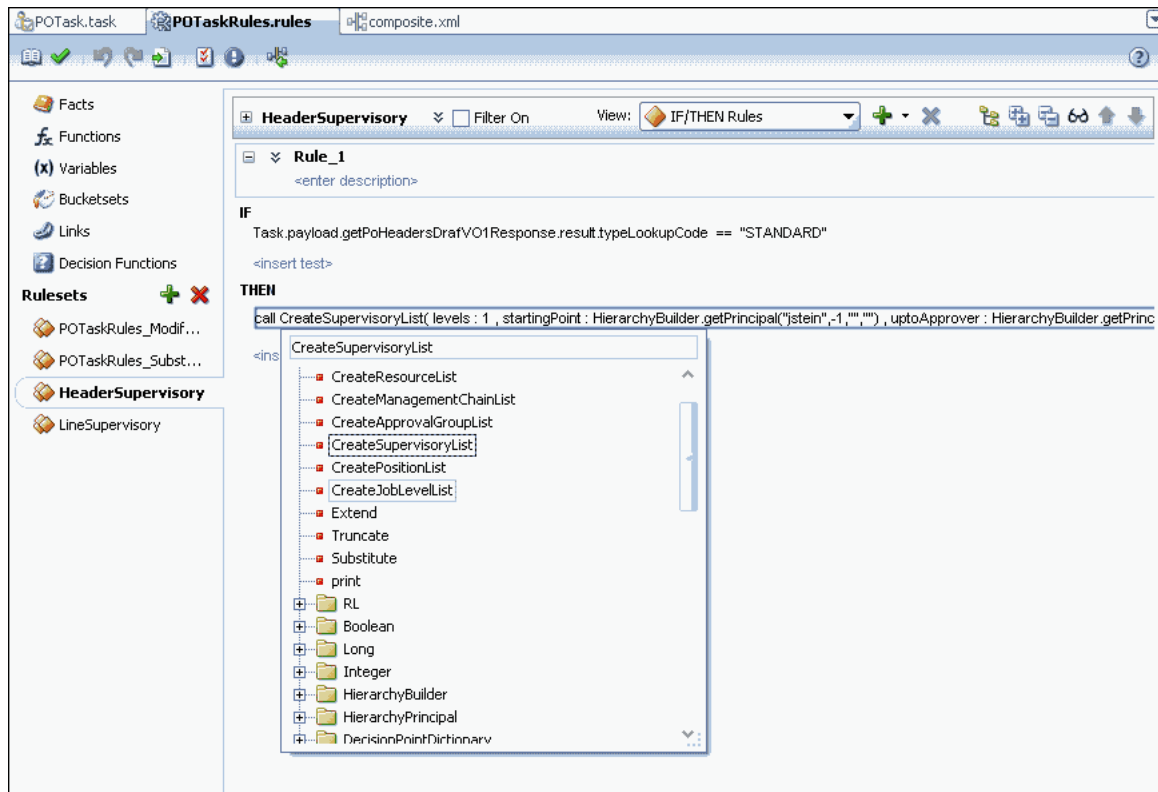 POTask.task
POTaskRules.rules
composite.xml
Facts
Functions
(x) Variables
Bucketsets
Links
Decision Functions
Rulesets
POTaskRules_Modif...
POTaskRules_Subst...
HeaderSupervisory
LineSupervisory
HeaderSupervisory
Filter On
View:
IF/THEN Rules
Rule_1
<enter description>
IF
Task.payload.getPoHeadersDrafVO1Response.result.typeLookupCode == "STANDARD"
<insert test>
THEN
call CreateSupervisoryList( levels : 1 , startingPoint : HierarchyBuilder.getPrincipal("jstein",-1,"","") , uptoApprover : HierarchyBuilder.getPrinc
<ins
CreateSupervisoryList
CreateResourceList
CreateManagementChainList
CreateApprovalGroupList
CreateSupervisoryList
CreatePositionList
CreateJobLevelList
Extend
Truncate
Substitute
print
RL
Boolean
Long
Integer
HierarchyBuilder
HierarchyPrincipal
DecisionPointDictionary